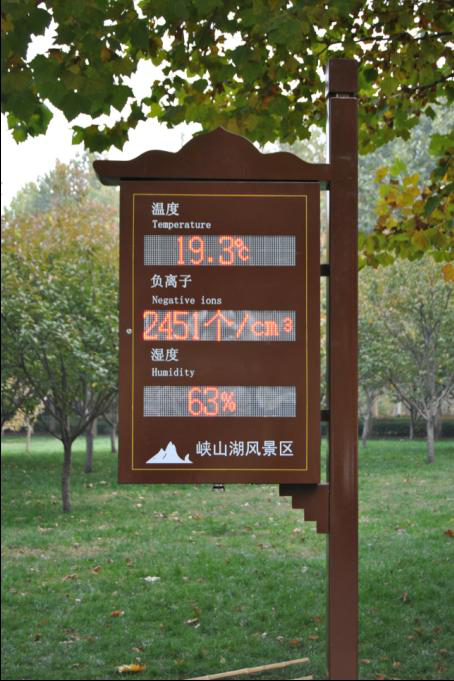 温度
Temperature
19.3℃
负离子
Negative ions
2451个/cm³
湿度
Humidity
63%
峡山湖风景区